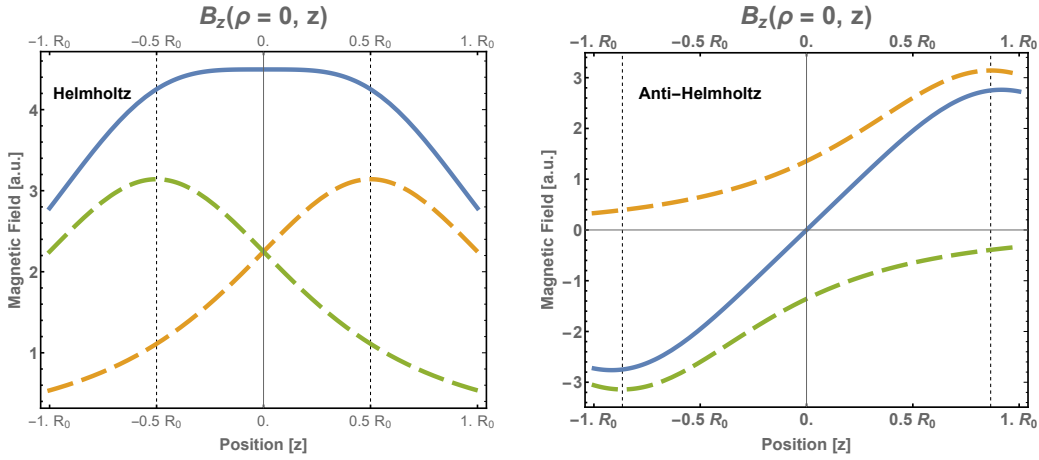 B_z(ρ = 0, z)
−1. R₀ −0.5 R₀ 0. 0.5 R₀ 1. R₀
Helmholtz
4
3
2
1
Magnetic Field [a.u.]
−1. R₀ −0.5 R₀ 0. 0.5 R₀ 1. R₀
Position [z]
B_z(ρ = 0, z)
−1. R₀ −0.5 R₀ 0. 0.5 R₀ 1. R₀
Anti−Helmholtz
3
2
1
0
−1
−2
−3
Magnetic Field [a.u.]
−1. R₀ −0.5 R₀ 0. 0.5 R₀ 1. R₀
Position [z]